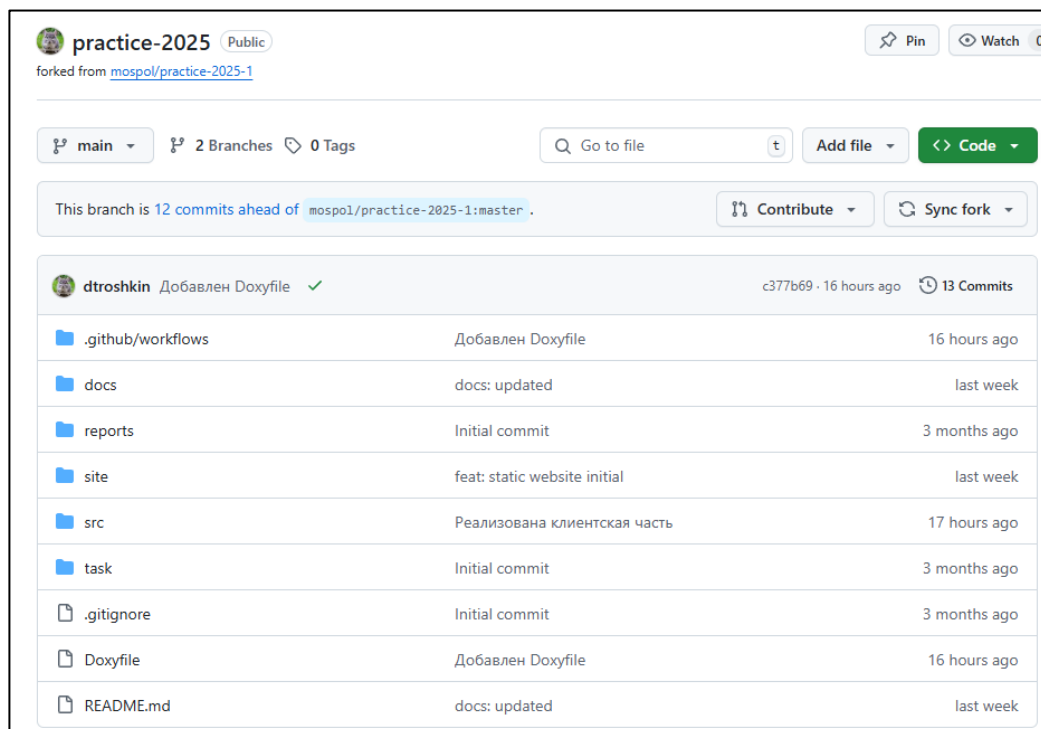 practice-2025 Public Pin Watch 0
forked from mospol/practice-2025-1
main 2 Branches 0 Tags Go to file t Add file Code
This branch is 12 commits ahead of mospol/practice-2025-1:master . Contribute Sync fork
dtroshkin Добавлен Doxyfile c377b69 · 16 hours ago 13 Commits
.github/workflows Добавлен Doxyfile 16 hours ago
docs docs: updated last week
reports Initial commit 3 months ago
site feat: static website initial last week
src Реализована клиентская часть 17 hours ago
task Initial commit 3 months ago
.gitignore Initial commit 3 months ago
Doxyfile Добавлен Doxyfile 16 hours ago
README.md docs: updated last week